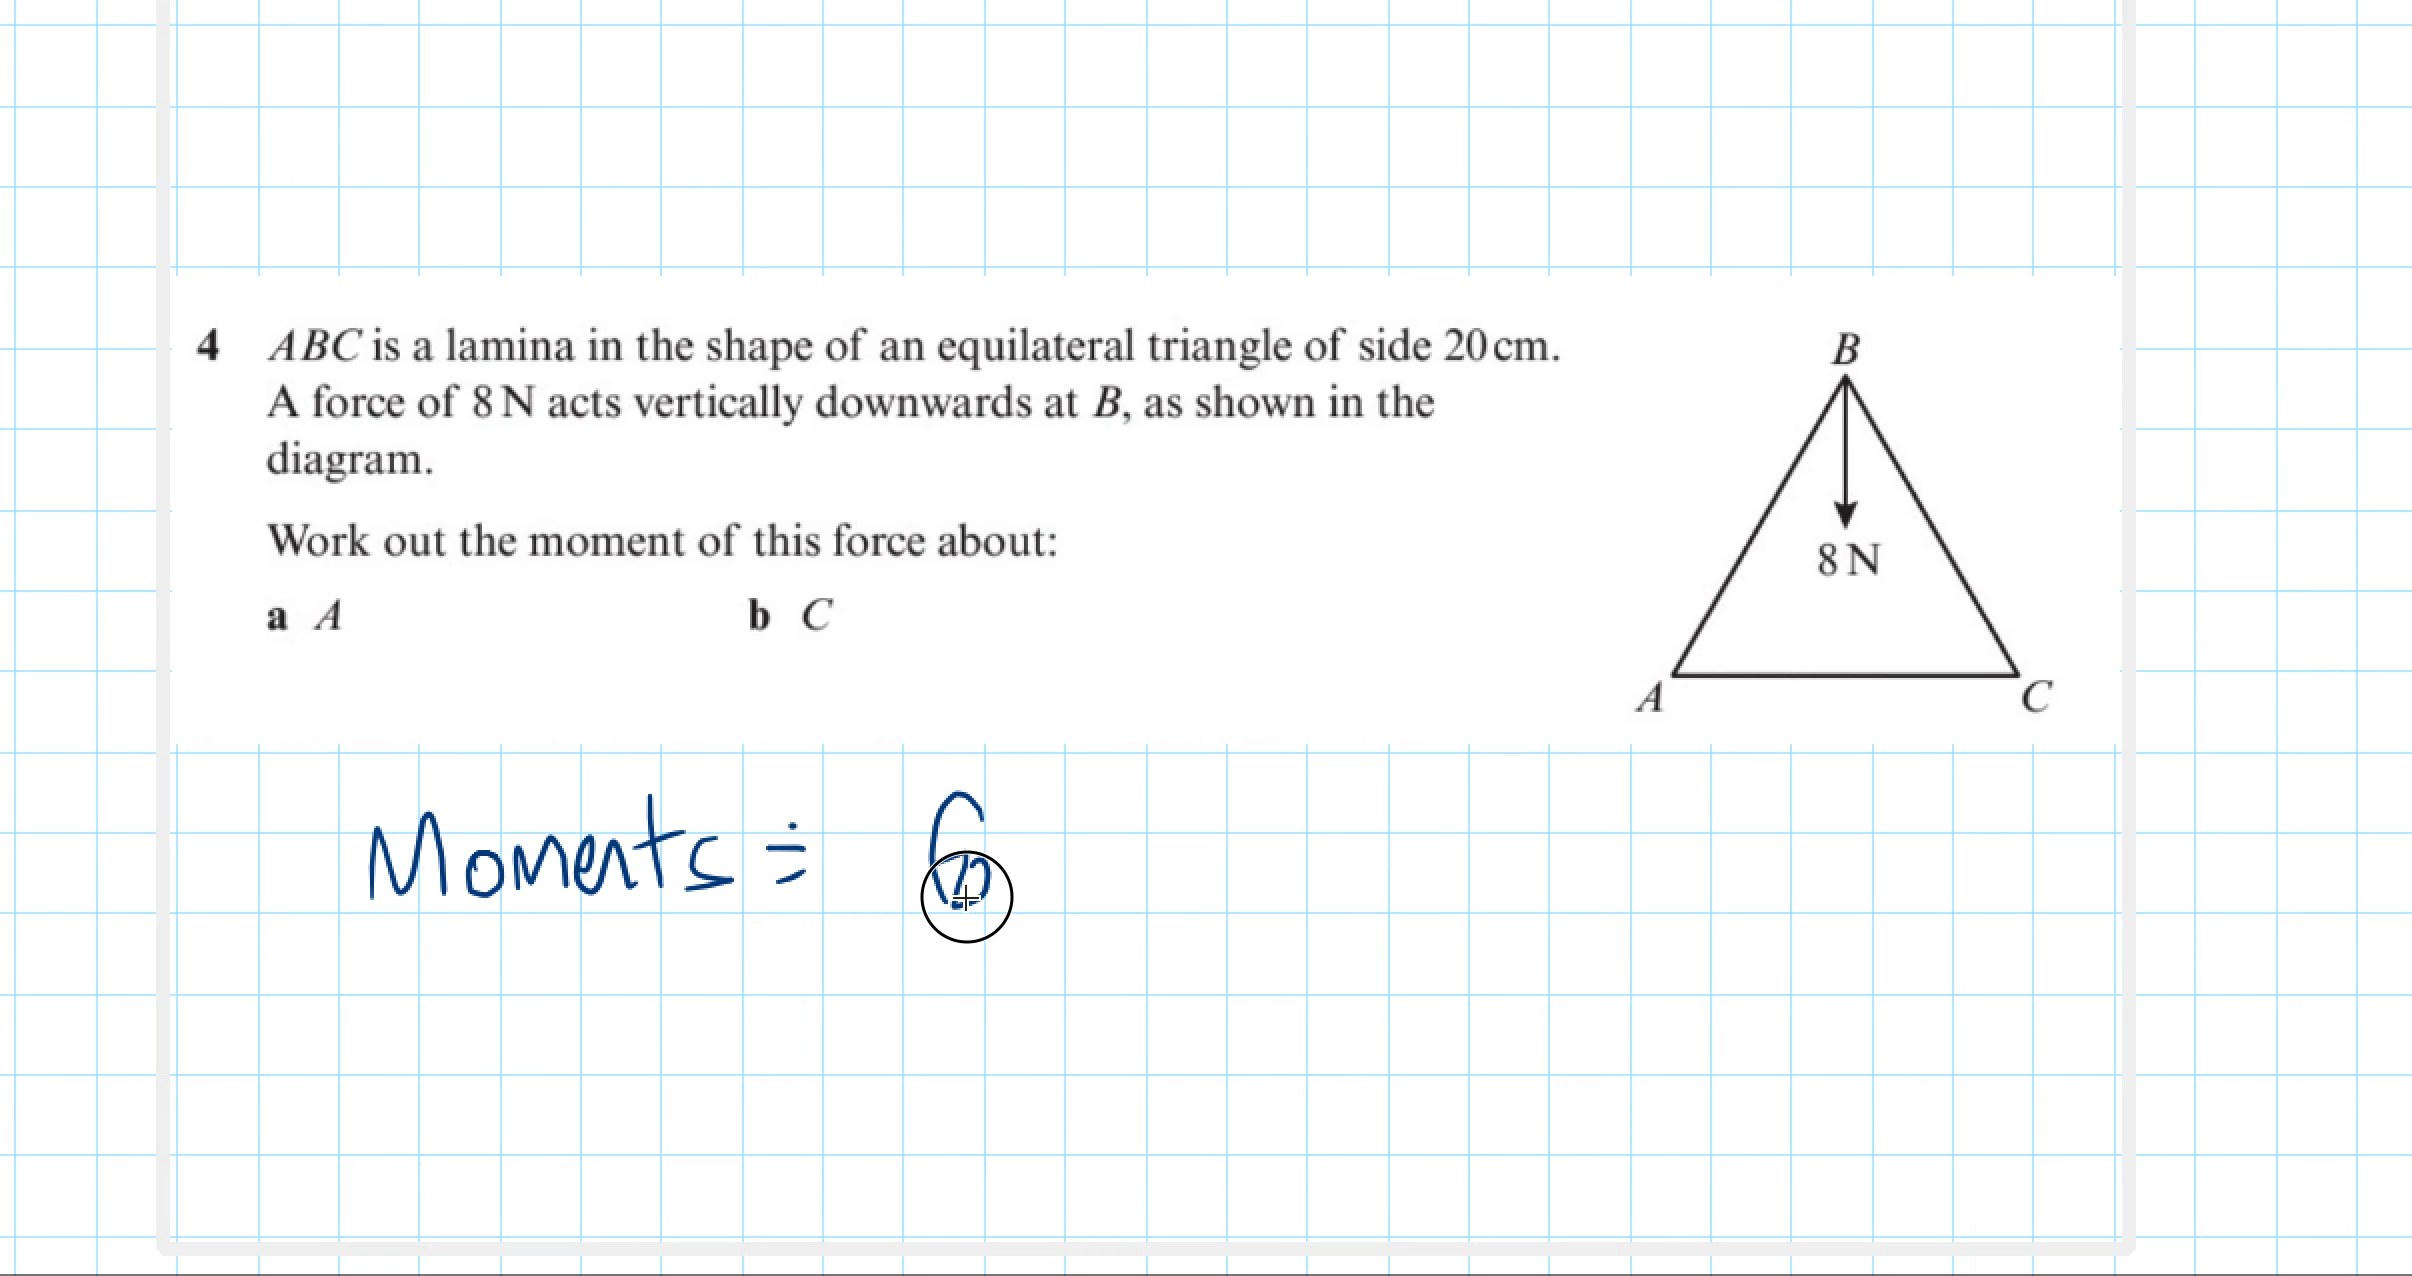 4 ABC is a lamina in the shape of an equilateral triangle of side 20 cm.
A force of 8 N acts vertically downwards at B, as shown in the
diagram.
Work out the moment of this force about:
a A b C
B
8 N
A C
Moments =